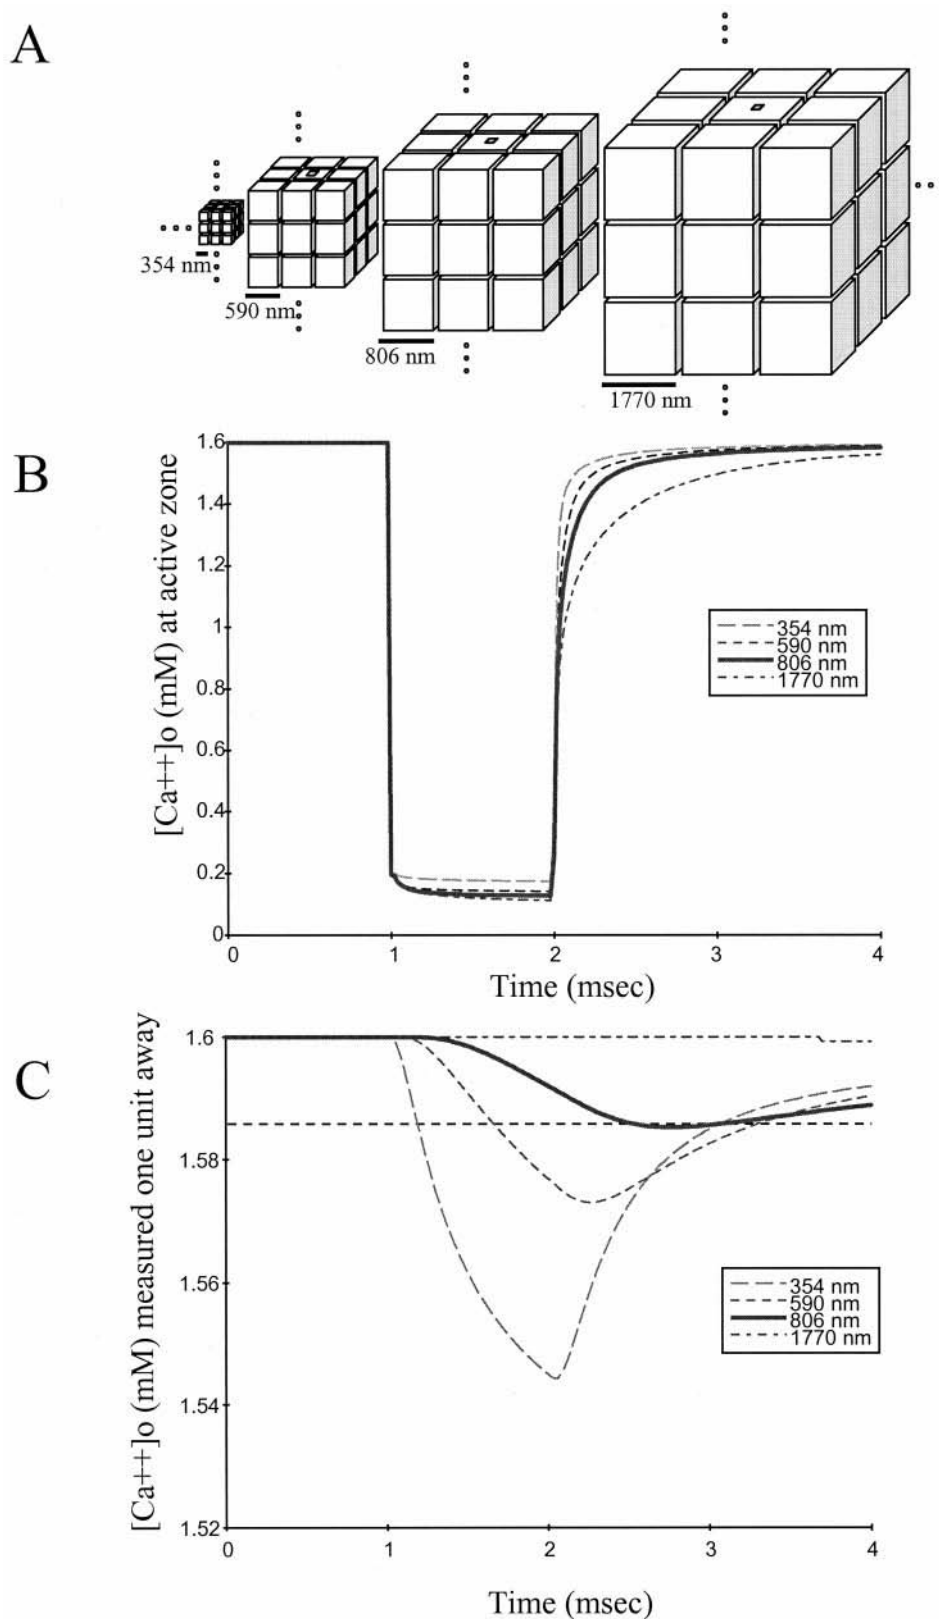 A
354 nm
590 nm
806 nm
1770 nm
B
[Ca++]o (mM) at active zone
1.6
1.4
1.2
1
0.8
0.6
0.4
0.2
0
0
1
2
3
4
Time (msec)
354 nm
590 nm
806 nm
1770 nm
C
[Ca++]o (mM) measured one unit away
1.6
1.58
1.56
1.54
1.52
0
1
2
3
4
Time (msec)
354 nm
590 nm
806 nm
1770 nm